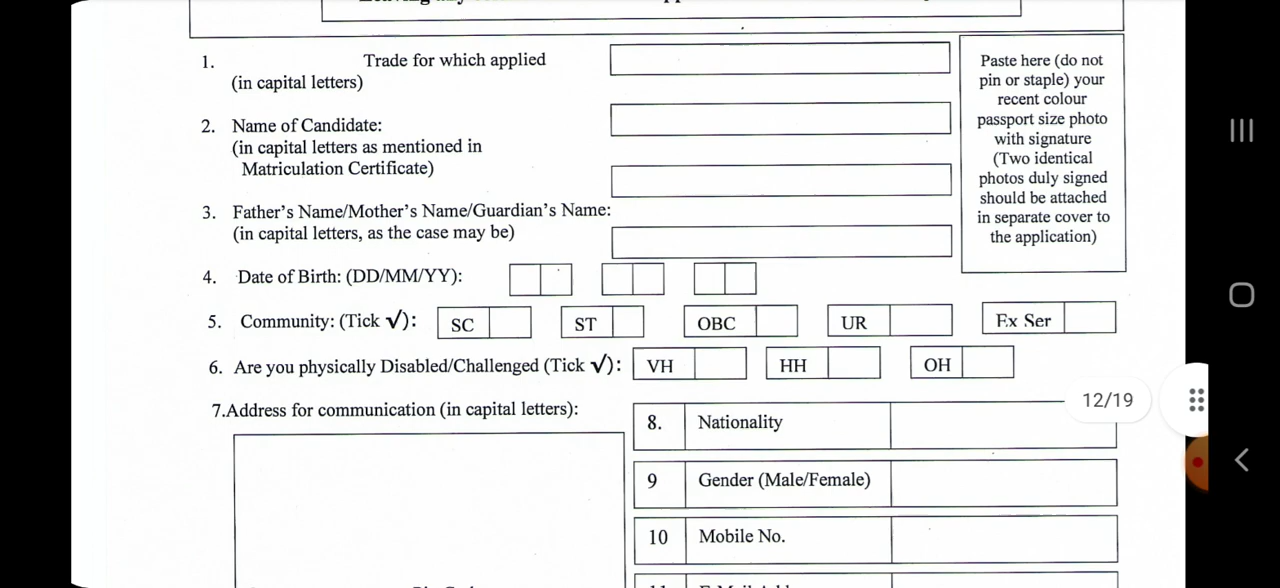 1. Trade for which applied
(in capital letters)
2. Name of Candidate:
(in capital letters as mentioned in
Matriculation Certificate)
3. Father's Name/Mother's Name/Guardian's Name:
(in capital letters, as the case may be)
Paste here (do not
pin or staple) your
recent colour
passport size photo
with signature
(Two identical
photos duly signed
should be attached
in separate cover to
the application)
4. Date of Birth: (DD/MM/YY):
5. Community: (Tick √): SC ST OBC UR Ex Ser
6. Are you physically Disabled/Challenged (Tick √): VH HH OH
7.Address for communication (in capital letters):
8. Nationality
9 Gender (Male/Female)
10 Mobile No.
12/19